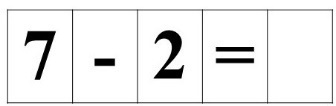 7 - 2 =